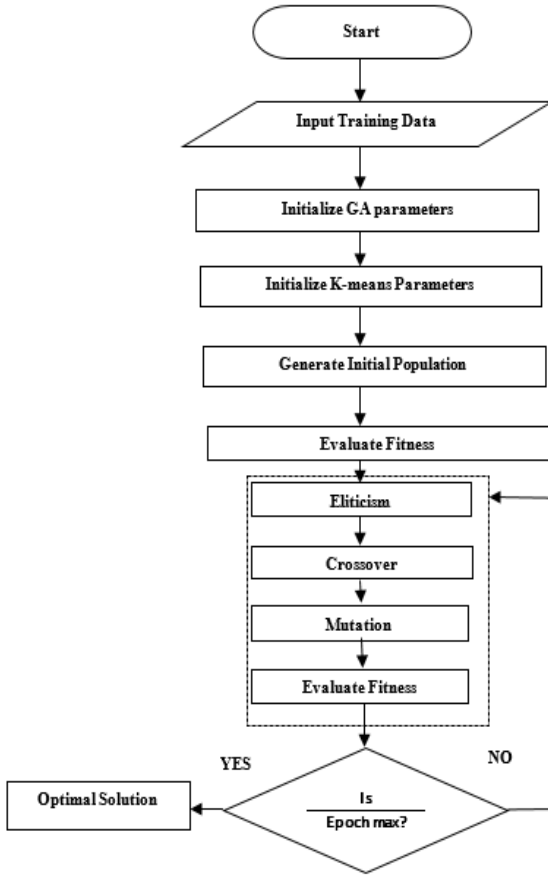 Start
Input Training Data
Initialize GA parameters
Initialize K-means Parameters
Generate Initial Population
Evaluate Fitness
Eliticism
Crossover
Mutation
Evaluate Fitness
YES
NO
Optimal Solution
Is
Epoch max?